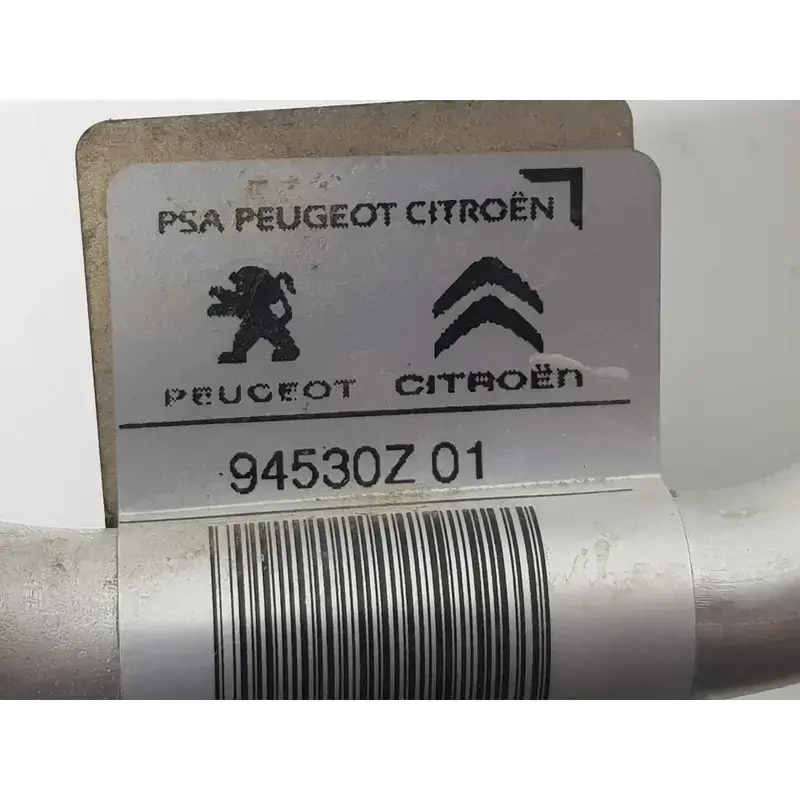 PSA PEUGEOT CITROËN
PEUGEOT CITROËN
94530Z 01